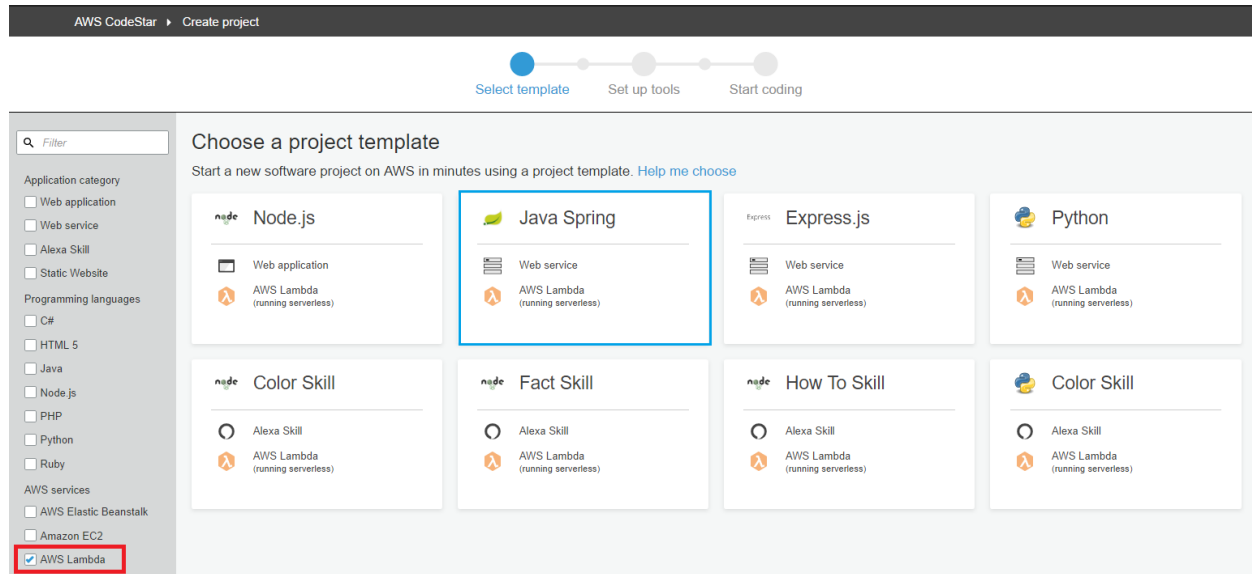 AWS CodeStar ▸ Create project
Select template Set up tools Start coding
Filter
Application category
Web application
Web service
Alexa Skill
Static Website
Programming languages
C#
HTML 5
Java
Node.js
PHP
Python
Ruby
AWS services
AWS Elastic Beanstalk
Amazon EC2
AWS Lambda
Choose a project template
Start a new software project on AWS in minutes using a project template. Help me choose
node Node.js
Web application
AWS Lambda
(running serverless)
Java Spring
Web service
AWS Lambda
(running serverless)
Express Express.js
Web service
AWS Lambda
(running serverless)
Python
Web service
AWS Lambda
(running serverless)
node Color Skill
Alexa Skill
AWS Lambda
(running serverless)
node Fact Skill
Alexa Skill
AWS Lambda
(running serverless)
node How To Skill
Alexa Skill
AWS Lambda
(running serverless)
Color Skill
Alexa Skill
AWS Lambda
(running serverless)